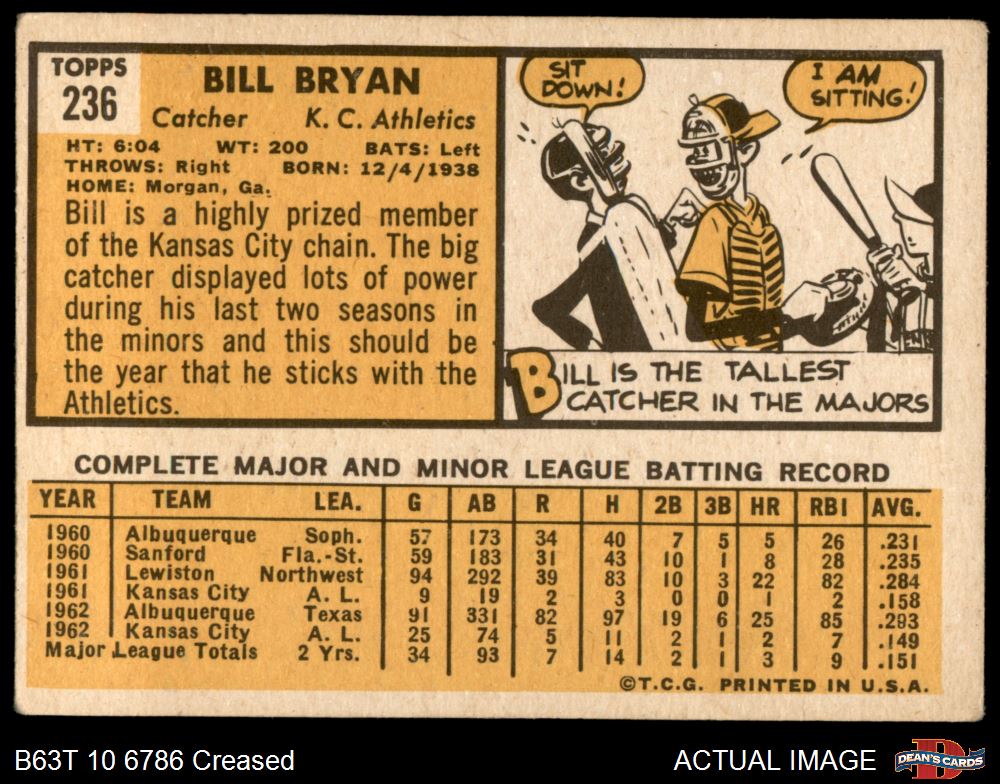 TOPPS
236
BILL BRYAN
Catcher K. C. Athletics
HT: 6:04 WT: 200 BATS: Left
THROWS: Right BORN: 12/4/1938
HOME: Morgan, Ga.
Bill is a highly prized member
of the Kansas City chain. The big
catcher displayed lots of power
during his last two seasons in
the minors and this should be
the year that he sticks with the
Athletics.
SIT
DOWN!
I AM
SITTING!
BILL IS THE TALLEST
CATCHER IN THE MAJORS
COMPLETE MAJOR AND MINOR LEAGUE BATTING RECORD
YEAR TEAM LEA. G AB R H 2B 3B HR RBI AVG.
1960 Albuquerque Soph. 57 173 34 40 7 5 5 26 .231
1960 Sanford Fla.-St. 59 183 31 43 10 1 8 28 .235
1961 Lewiston Northwest 94 292 39 83 10 3 22 82 .284
1961 Kansas City A. L. 9 19 2 3 0 0 1 2 .158
1962 Albuquerque Texas 91 331 82 97 19 6 25 85 .293
1962 Kansas City A. L. 25 74 5 11 2 1 2 7 .149
Major League Totals 2 Yrs. 34 93 7 14 2 1 3 9 .151
©T.C.G. PRINTED IN U.S.A.
B63T 10 6786 Creased
ACTUAL IMAGE
D
DEAN'S CARDS